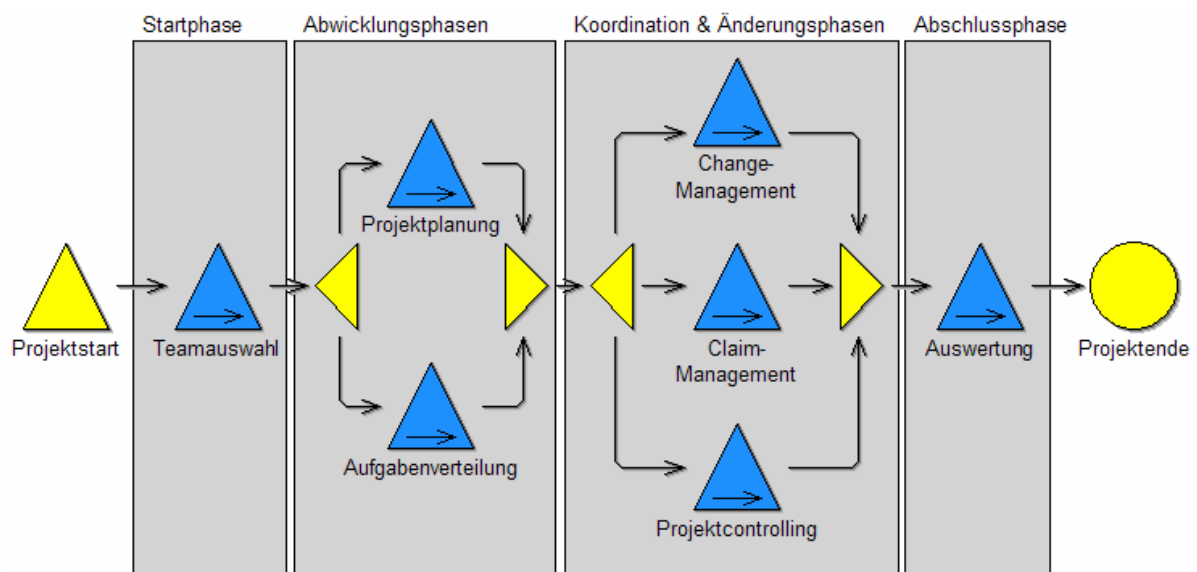 Startphase
Abwicklungsphasen
Koordination & Änderungsphasen
Abschlussphase
Projektstart
Teamauswahl
Projektplanung
Aufgabenverteilung
Change-
Management
Claim-
Management
Projektcontrolling
Auswertung
Projektende